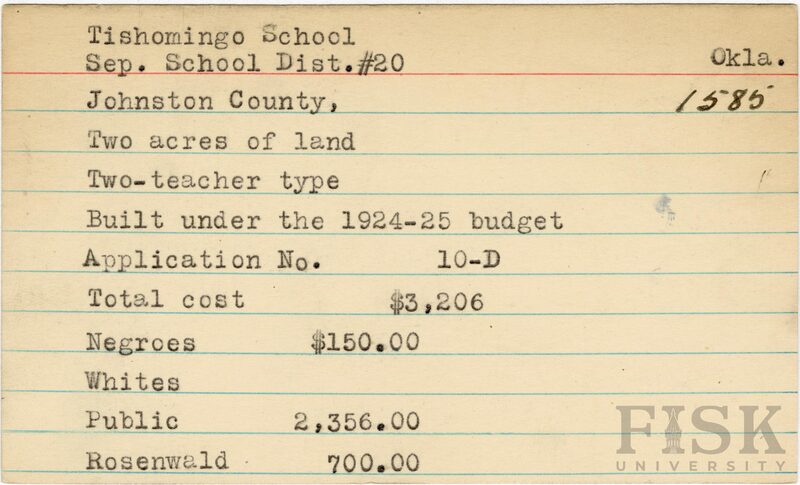 Tishomingo School
Sep. School Dist.#20 Okla.
Johnston County, 1585
Two acres of land
Two-teacher type
Built under the 1924-25 budget
Application No. 10-D
Total cost $3,206
Negroes $150.00
Whites
Public 2,356.00
Rosenwald 700.00
FISK
UNIVERSITY